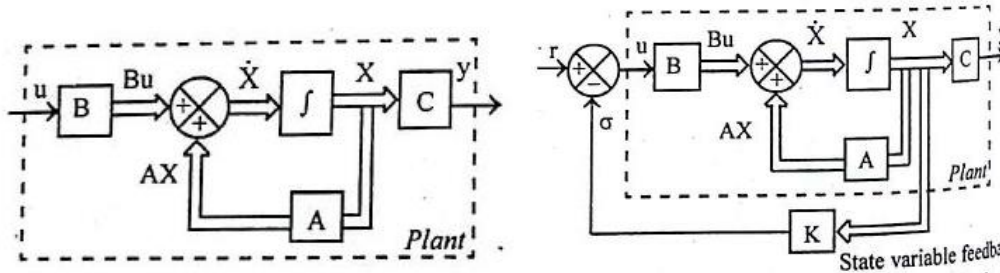 u
B
Bu
Ẋ
∫
X
C
y
AX
A
Plant
r
u
B
Bu
Ẋ
∫
X
C
σ
AX
A
Plant
K
State variable feedba